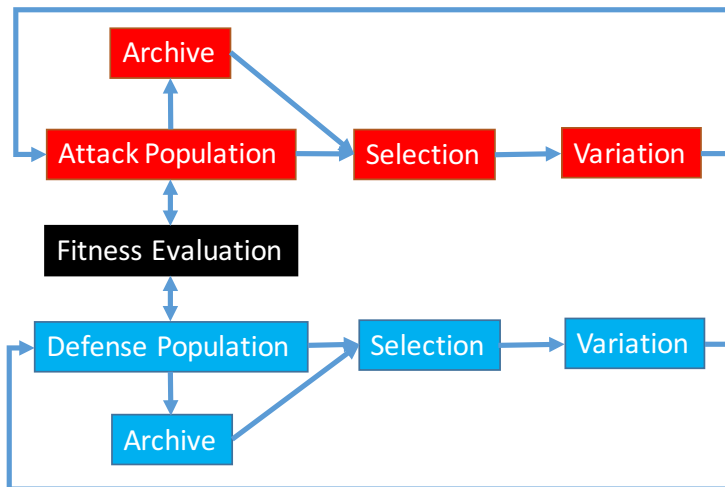 Archive
Attack Population
Selection
Variation
Fitness Evaluation
Defense Population
Selection
Variation
Archive